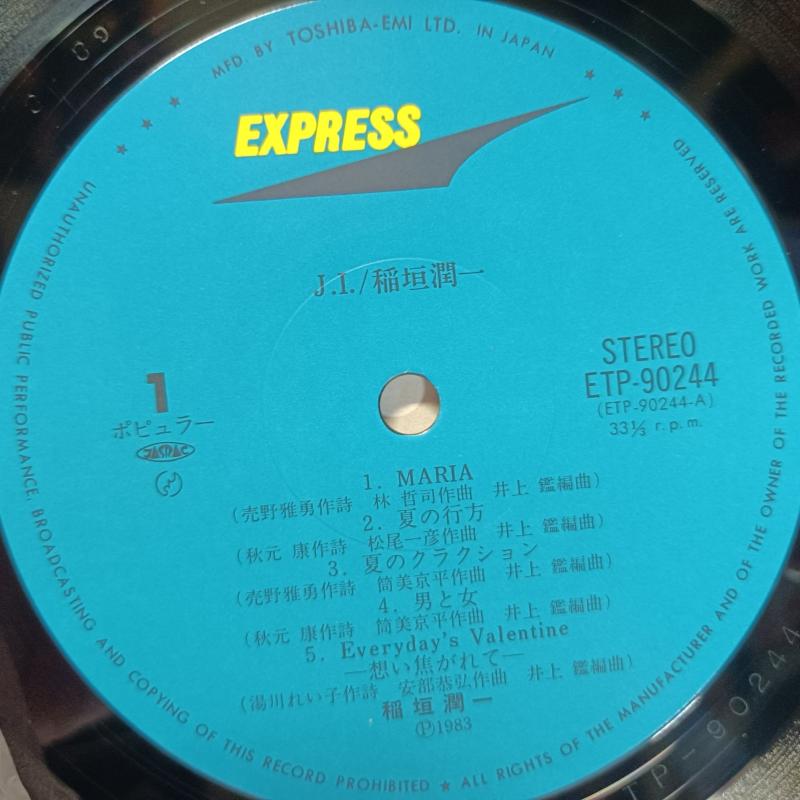 MFD. BY TOSHIBA-EMI LTD. IN JAPAN
EXPRESS
J.I./稲垣潤一
STEREO
ETP-90244
(ETP-90244-A)
33⅓ r.p.m.
1
ポピュラー
JASRAC
1. MARIA
(売野雅勇作詩 林 哲司作曲 井上 鑑編曲)
2. 夏の行方
(秋元 康作詩 松尾一彦作曲 井上 鑑編曲)
3. 夏のクラクション
(売野雅勇作詩 筒美京平作曲 井上 鑑編曲)
4. 男と女
(秋元 康作詩 筒美京平作曲 井上 鑑編曲)
5. Everyday's Valentine
—想い焦がれて—
(湯川れい子作詩 安部恭弘作曲 井上 鑑編曲)
稲垣潤一
Ⓟ1983
UNAUTHORIZED PUBLIC PERFORMANCE, BROADCASTING AND COPYING OF THIS RECORD PROHIBITED ★ ALL RIGHTS OF THE MANUFACTURER AND OF THE OWNER OF THE RECORDED WORK ARE RESERVED
TP-90244